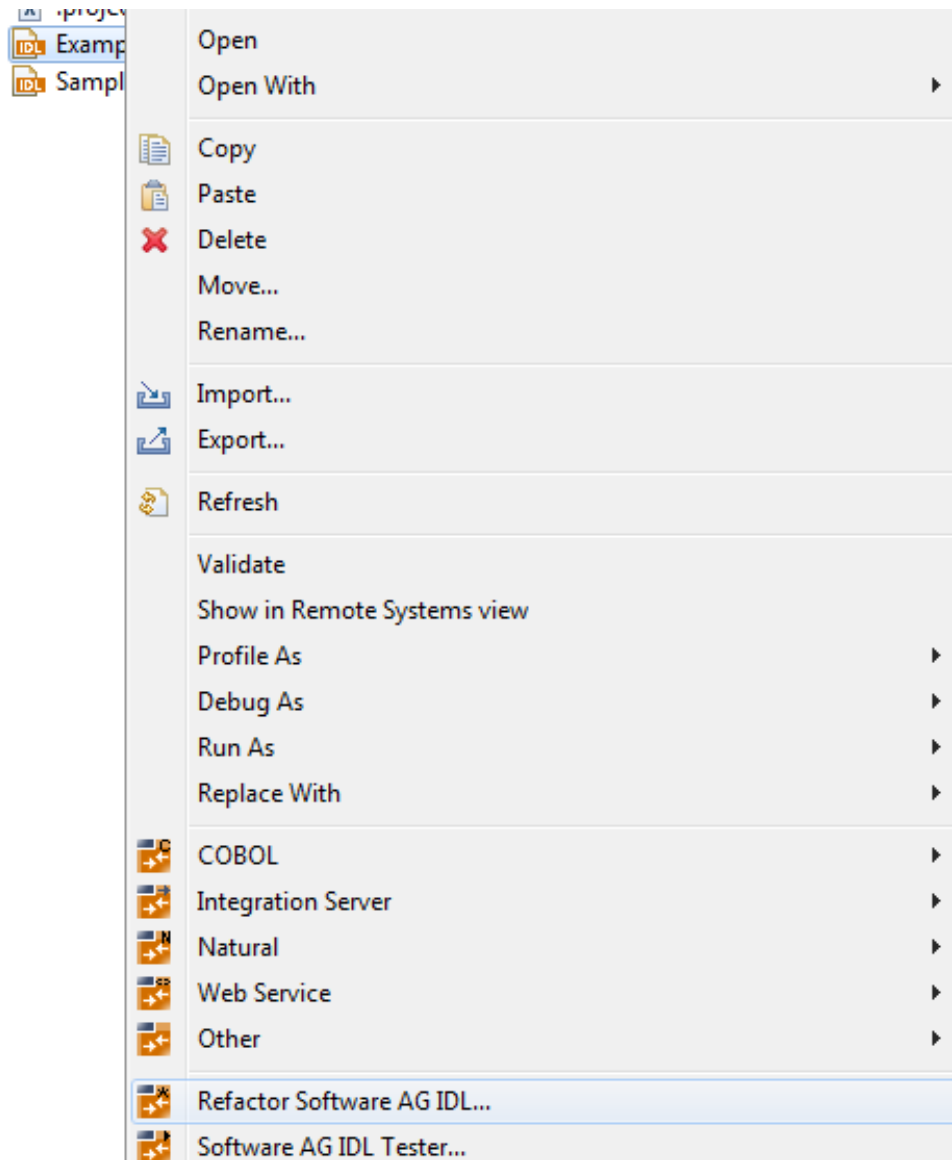 Examp
Sampl
Open
Open With
Copy
Paste
Delete
Move...
Rename...
Import...
Export...
Refresh
Validate
Show in Remote Systems view
Profile As
Debug As
Run As
Replace With
COBOL
Integration Server
Natural
Web Service
Other
Refactor Software AG IDL...
Software AG IDL Tester...